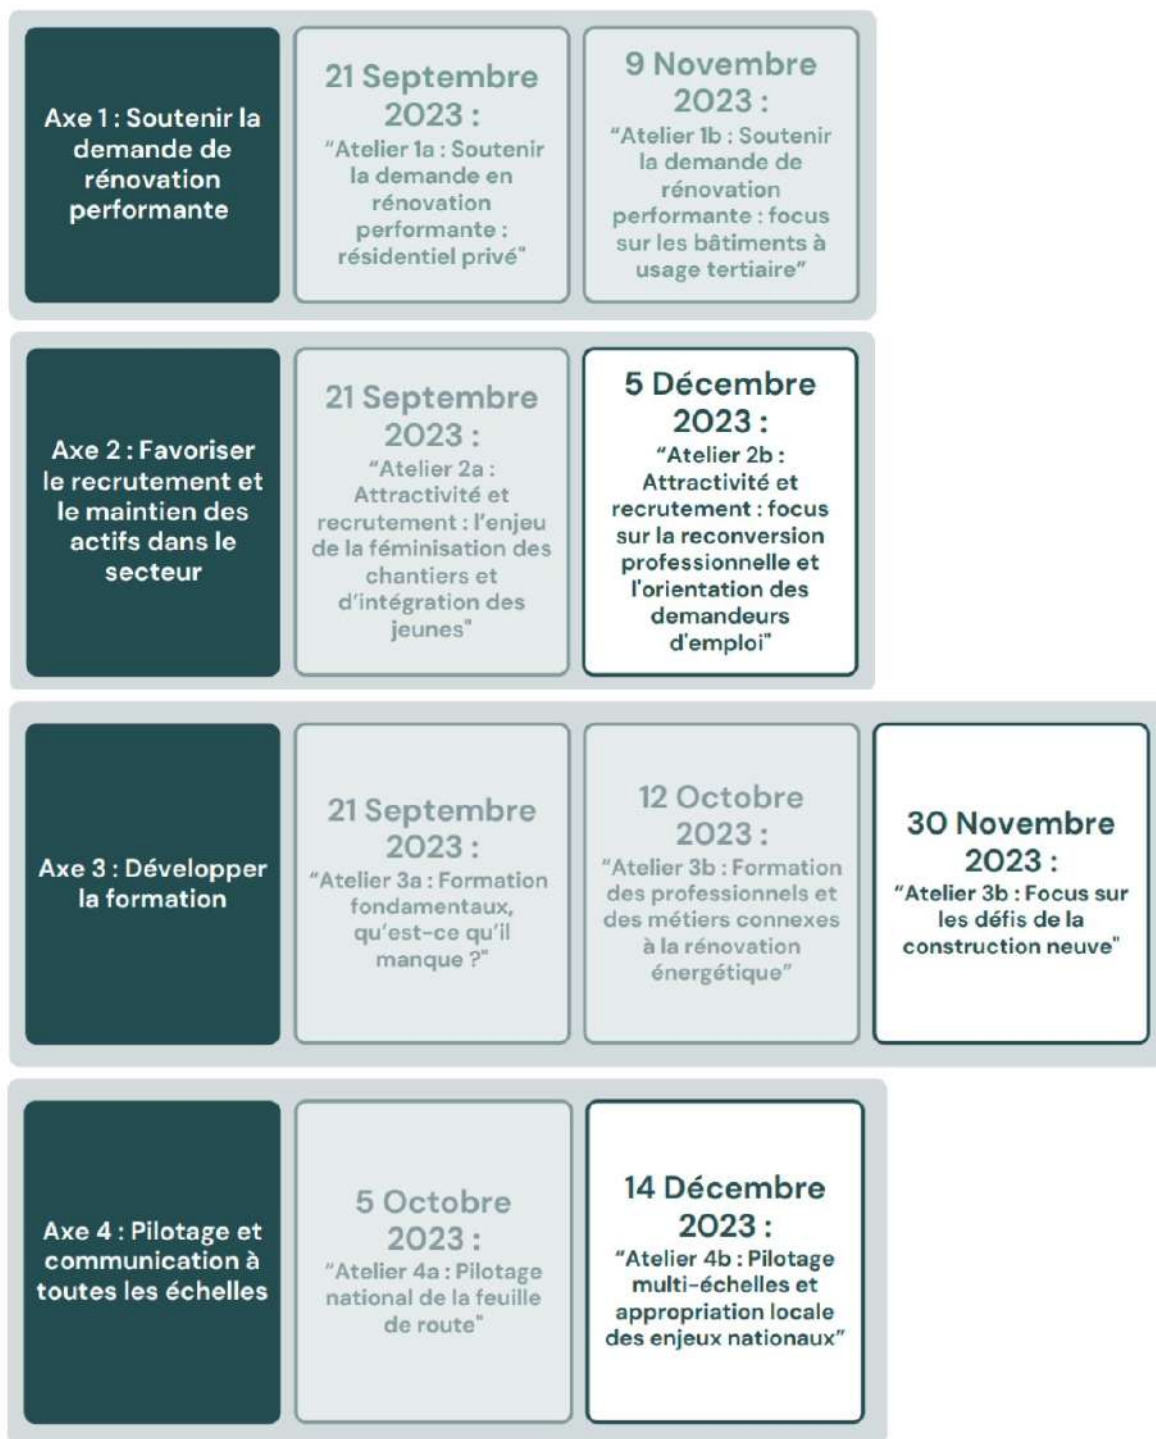 Axe 1 : Soutenir la
demande de
rénovation
performante
21 Septembre
2023 :
“Atelier 1a : Soutenir
la demande en
rénovation
performante :
résidentiel privé"
9 Novembre
2023 :
“Atelier 1b : Soutenir
la demande de
rénovation
performante : focus
sur les bâtiments à
usage tertiaire”
Axe 2 : Favoriser
le recrutement et
le maintien des
actifs dans le
secteur
21 Septembre
2023 :
“Atelier 2a :
Attractivité et
recrutement : l’enjeu
de la féminisation des
chantiers et
d’intégration des
jeunes"
5 Décembre
2023 :
“Atelier 2b :
Attractivité et
recrutement : focus
sur la reconversion
professionnelle et
l'orientation des
demandeurs
d'emploi"
Axe 3 : Développer
la formation
21 Septembre
2023 :
“Atelier 3a : Formation
fondamentaux,
qu’est-ce qu’il
manque ?"
12 Octobre
2023 :
“Atelier 3b : Formation
des professionnels et
des métiers connexes
à la rénovation
énergétique”
30 Novembre
2023 :
“Atelier 3b : Focus sur
les défis de la
construction neuve"
Axe 4 : Pilotage et
communication à
toutes les échelles
5 Octobre
2023 :
“Atelier 4a : Pilotage
national de la feuille
de route"
14 Décembre
2023 :
“Atelier 4b : Pilotage
multi-échelles et
appropriation locale
des enjeux nationaux”